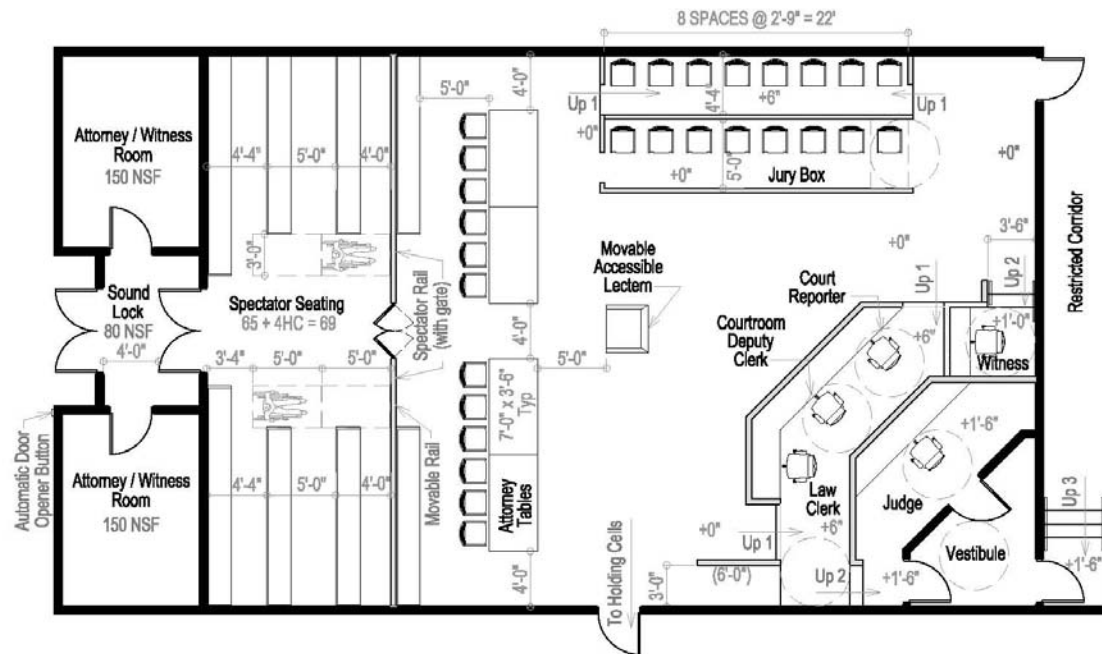 8 SPACES @ 2'-9" = 22'
Attorney / Witness
Room
150 NSF
4'-4"
5'-0"
4'-0"
3'-0"
5'-0"
4'-0"
Up 1
+6"
4'-4"
Up 1
+0"
+0"
5'-0"
Jury Box
+0"
3'-6"
+0"
Up 1
Up 2
Restricted Corridor
Sound
Lock
80 NSF
4'-0"
Spectator Seating
65 + 4HC = 69
3'-4"
5'-0"
5'-0"
Spectator Rail
(with gate)
Movable
Accessible
Lectern
4'-0"
5'-0"
Court
Reporter
Courtroom
Deputy
Clerk
+6"
+1'-0"
Witness
Automatic Door
Opener Button
Attorney / Witness
Room
150 NSF
4'-4"
5'-0"
4'-0"
Movable Rail
7'-0" x 3'-6"
Typ
Attorney
Tables
4'-0"
+1'-6"
Judge
Law
Clerk
+6"
+0"
Up 1
(6'-0")
3'-0"
Up 2
+1'-6"
Vestibule
Up 3
+1'-6"
To Holding Cells